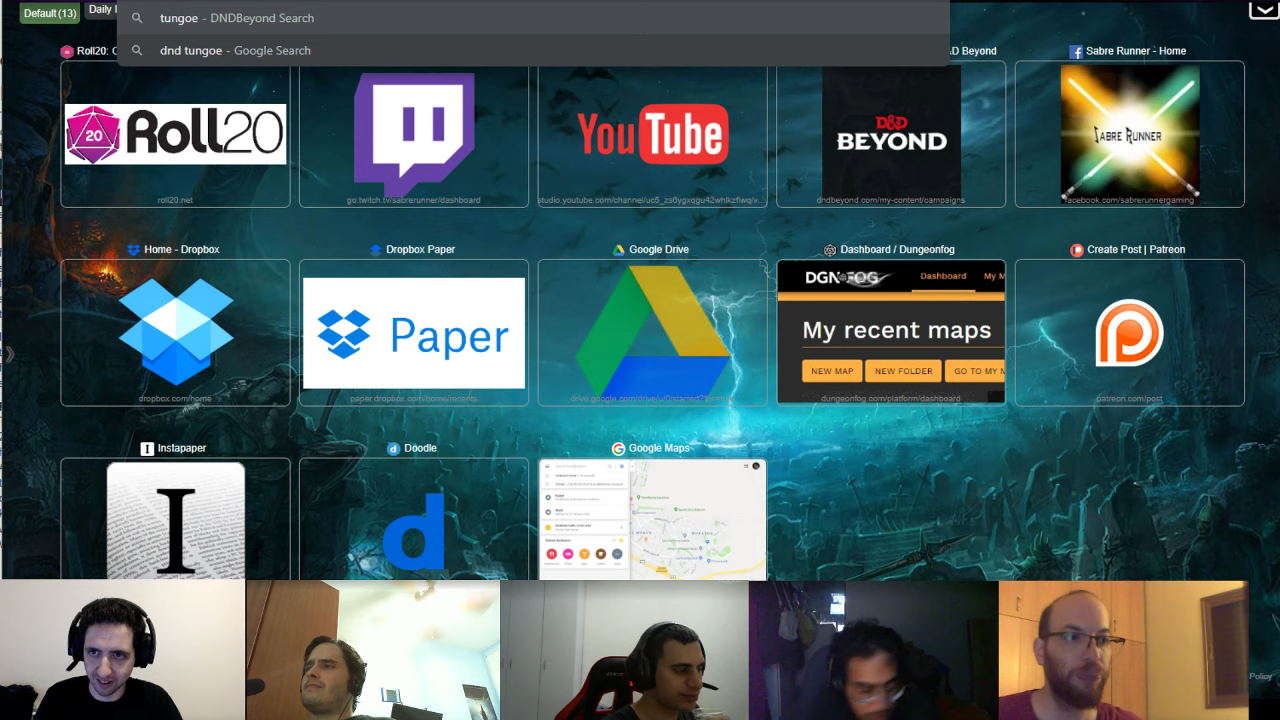 Default (13)
Daily
tungoe - DNDBeyond Search
dnd tungoe - Google Search
Roll20:
D Beyond
Sabre Runner - Home
20
Roll20
YouTube
D&D
BEYOND
SABRE RUNNER
roll20.net
go.twitch.tv/sabrerunner/dashboard
dndbeyond.com/my-content/campaigns
facebook.com/sabrerunnergaming
Home - Dropbox
Dropbox Paper
Google Drive
Dashboard / Dungeonfog
Create Post | Patreon
DGNFOG
Dashboard
My M
My recent maps
Paper
NEW MAP
NEW FOLDER
GO TO MY M
dropbox.com/home
paper.dropbox.com/home/recents
dungeonfog.com/platform/dashboard
patreon.com/post
Instapaper
Doodle
Google Maps
I
d
Policy